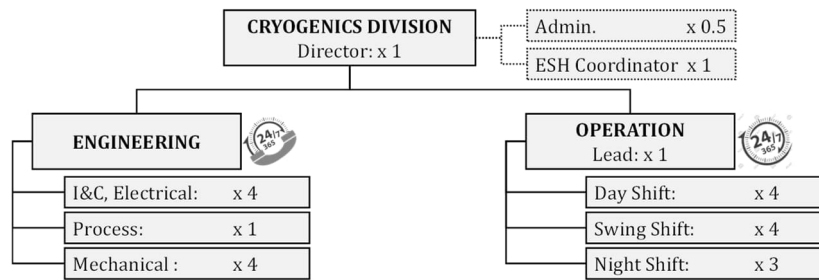 CRYOGENICS DIVISION
Director: x 1
Admin. x 0.5
ESH Coordinator x 1
ENGINEERING
24/7
365
OPERATION
Lead: x 1
24/7
365
I&C, Electrical: x 4
Process: x 1
Mechanical : x 4
Day Shift: x 4
Swing Shift: x 4
Night Shift: x 3